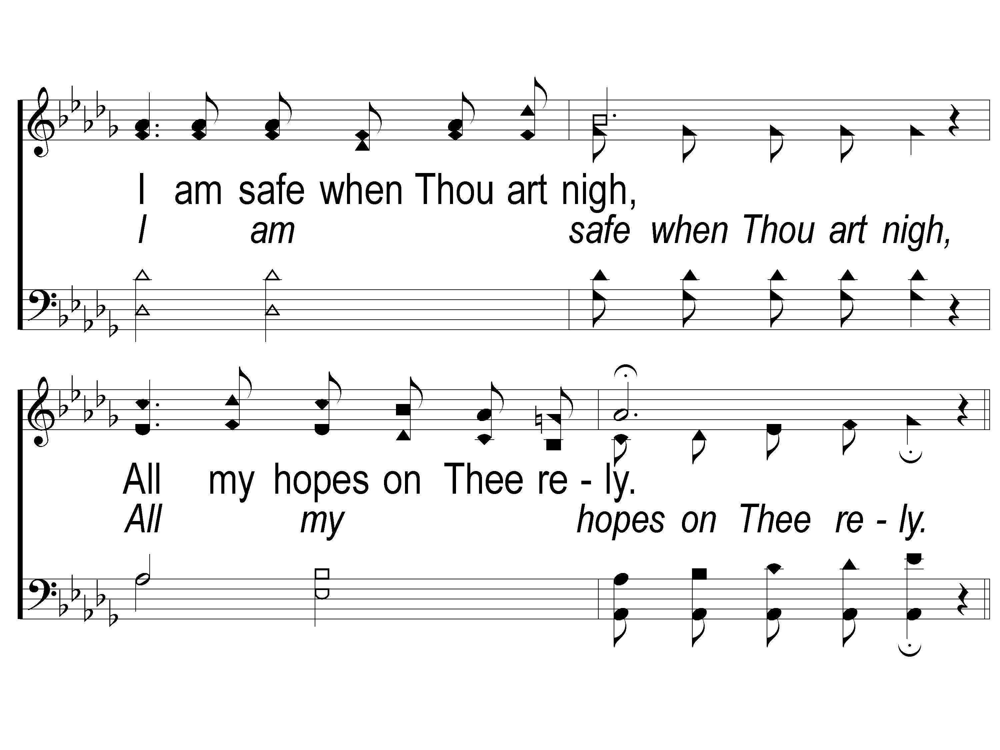 I am safe when Thou art nigh,
I am safe when Thou art nigh,
All my hopes on Thee re - ly.
All my hopes on Thee re - ly.